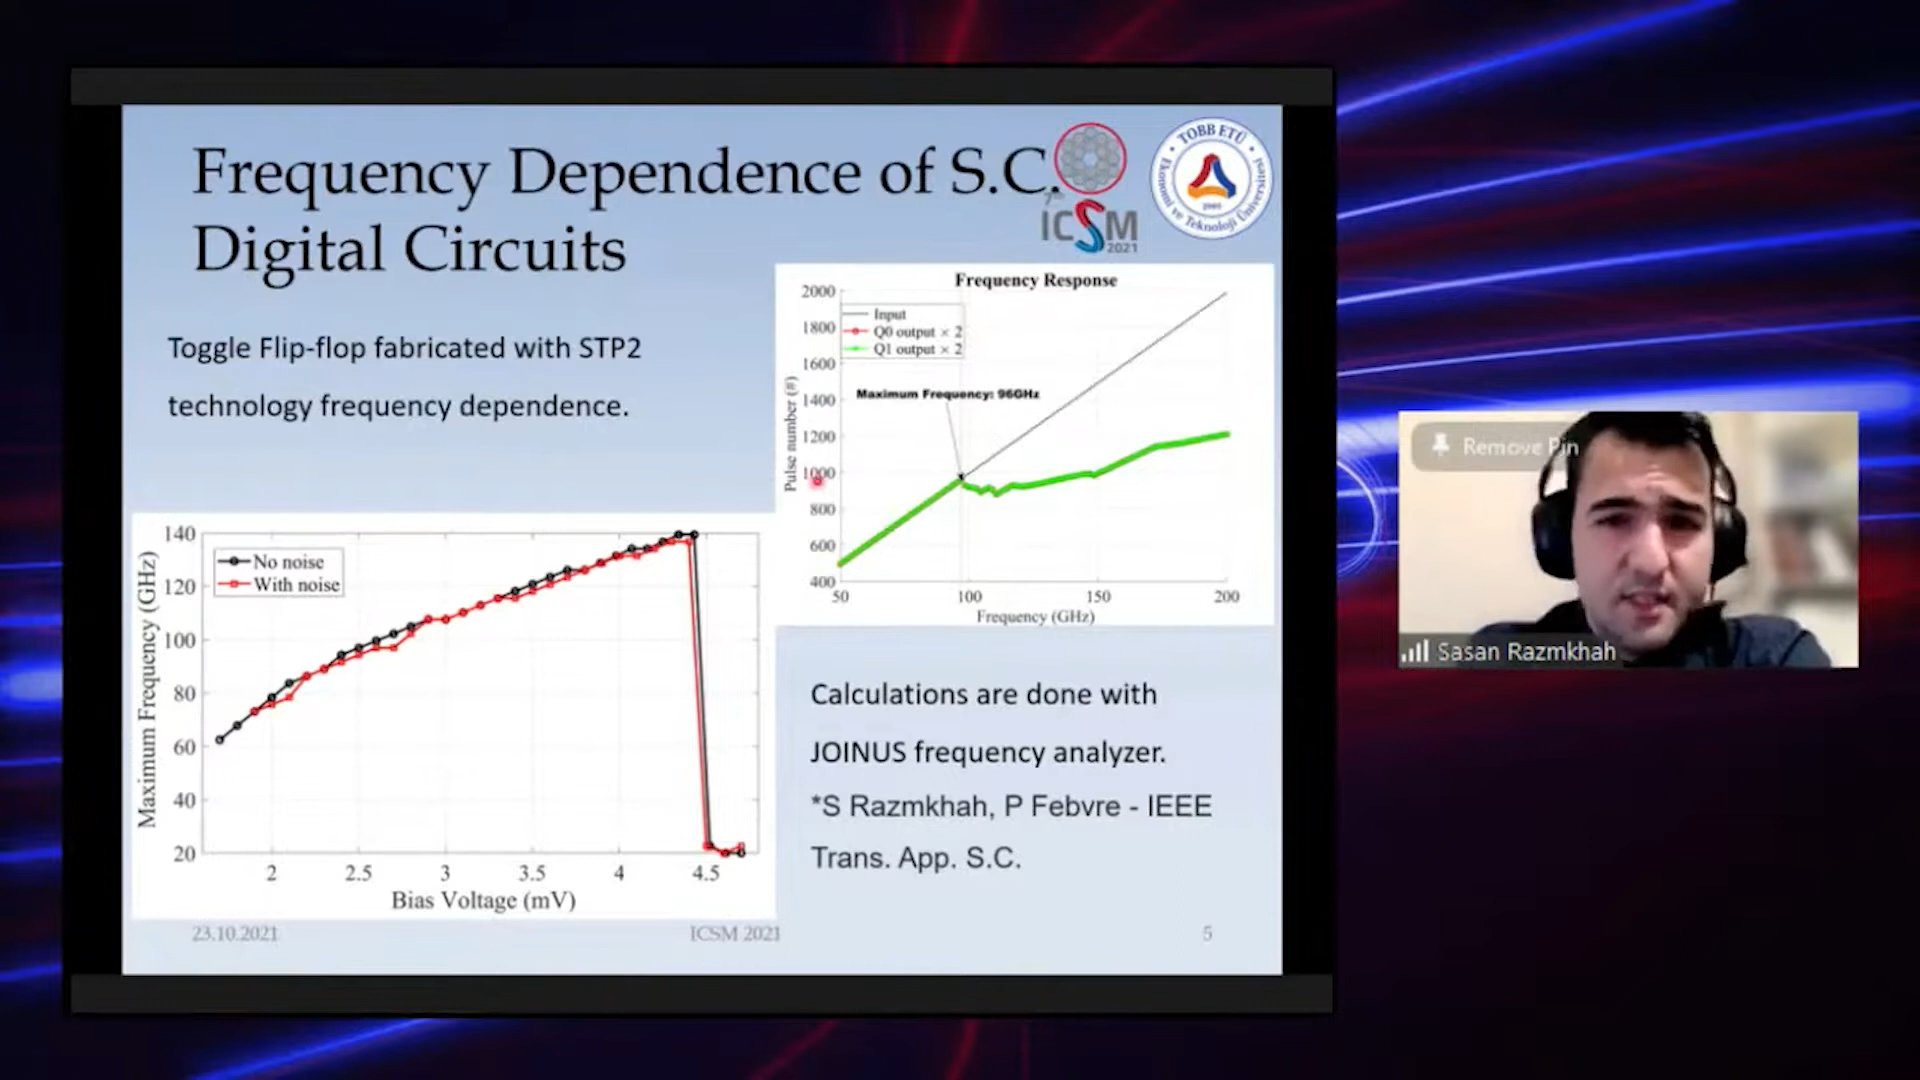 Frequency Dependence of S.C.
Digital Circuits
7th
ICSM
2021
TOBB ETÜ
Ekonomi ve Teknoloji Üniversitesi
Toggle Flip-flop fabricated with STP2
technology frequency dependence.
Frequency Response
2000
1800
1600
1400
1200
1000
800
600
400
Pulse number (#)
Input
Q0 output × 2
Q1 output × 2
Maximum Frequency: 96GHz
50
100
150
200
Frequency (GHz)
140
120
100
80
60
40
20
Maximum Frequency (GHz)
No noise
With noise
2
2.5
3
3.5
4
4.5
Bias Voltage (mV)
Calculations are done with
JOINUS frequency analyzer.
*S Razmkhah, P Febvre - IEEE
Trans. App. S.C.
23.10.2021
ICSM 2021
5
Remove Pin
Sasan Razmkhah